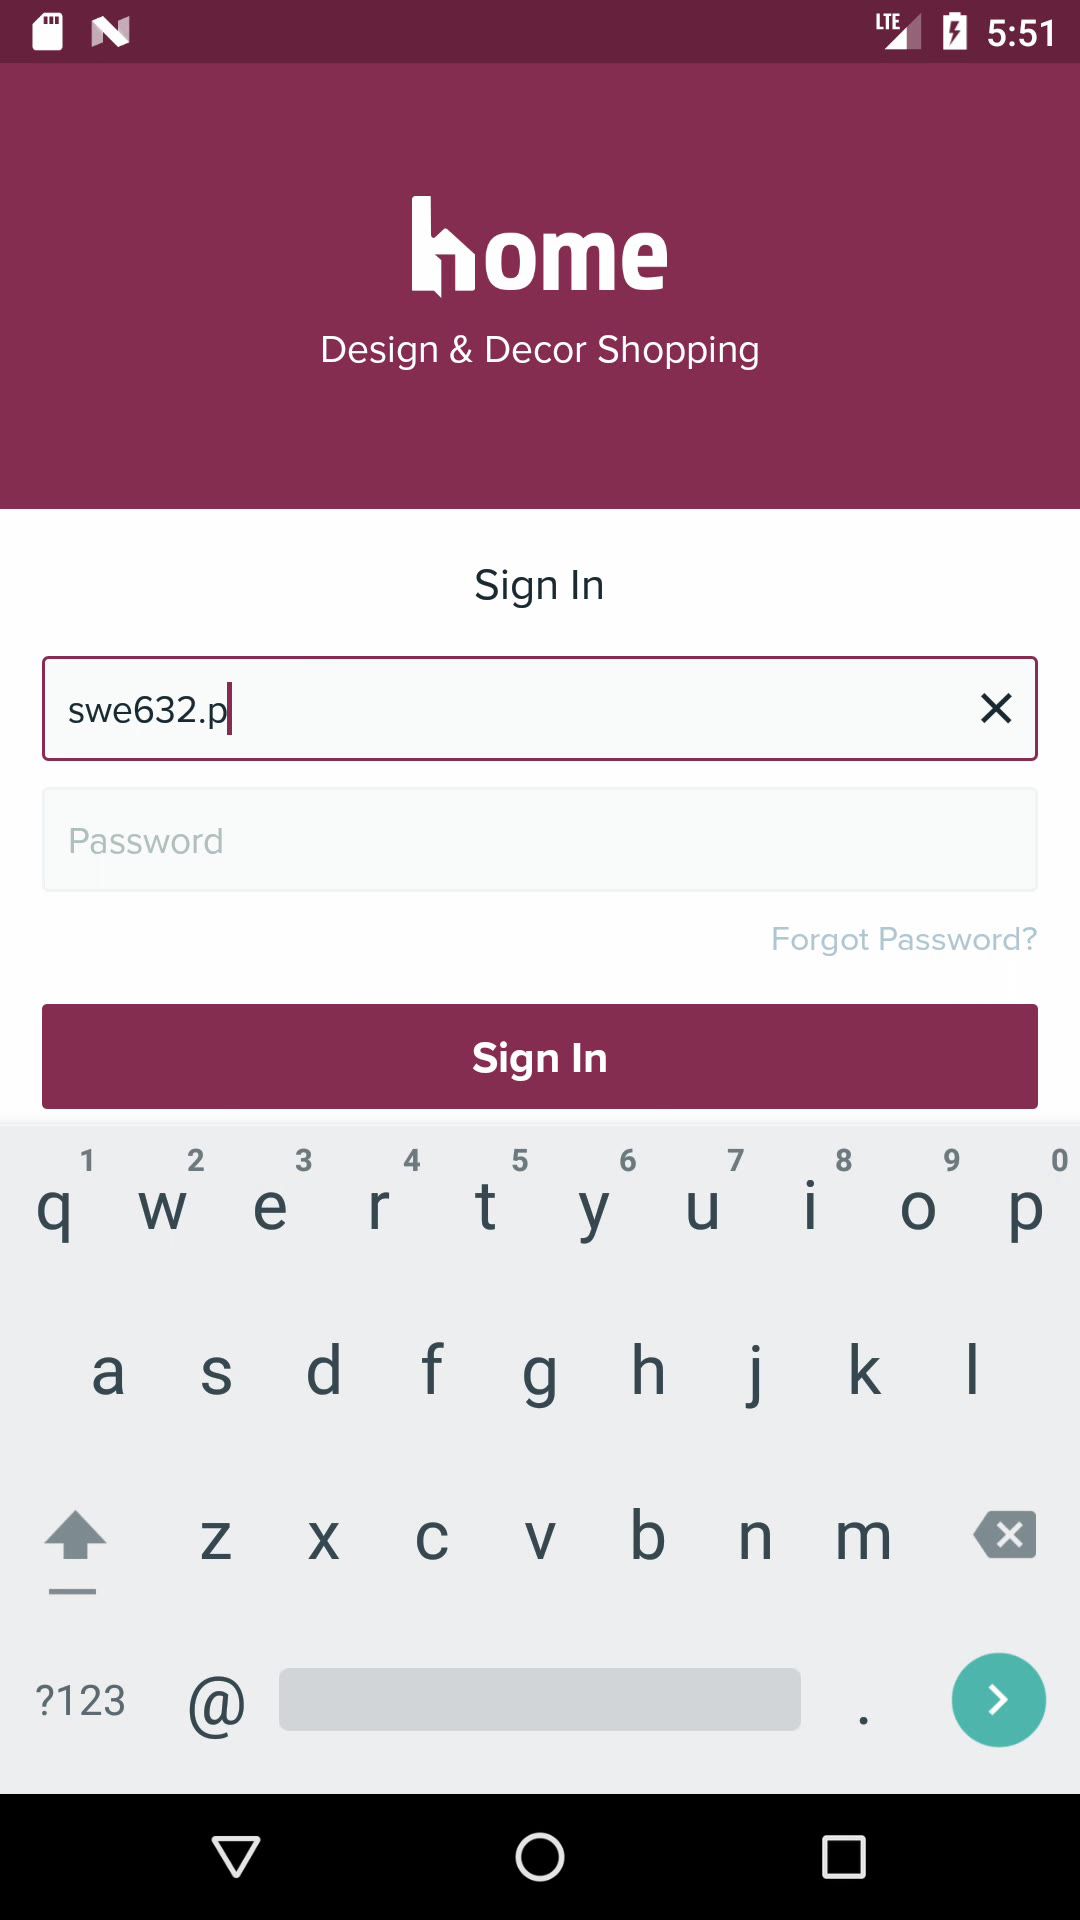 LTE 5:51
home
Design & Decor Shopping
Sign In
swe632.p
Password
Forgot Password?
Sign In
1 2 3 4 5 6 7 8 9 0
q w e r t y u i o p
a s d f g h j k l
z x c v b n m
?123 @ .